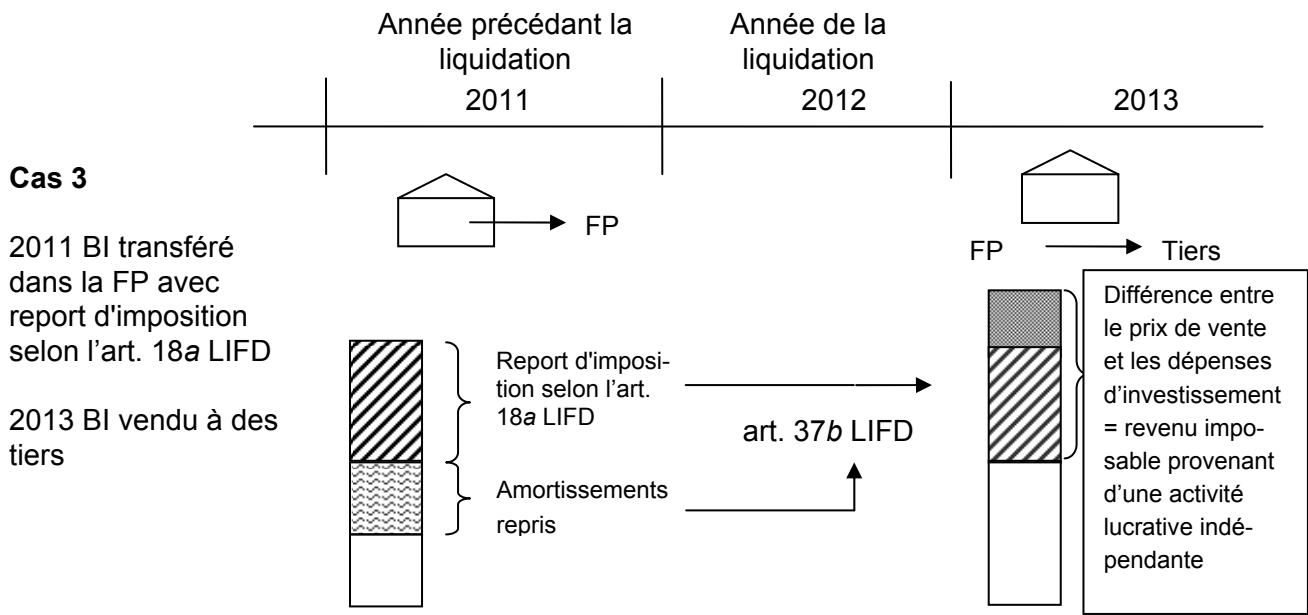 Année précédant la
liquidation
2011
Année de la
liquidation
2012
2013
Cas 3
2011 BI transféré
dans la FP avec
report d'imposition
selon l’art. 18a LIFD
2013 BI vendu à des
tiers
FP
Report d'imposi-
tion selon l’art.
18a LIFD
Amortissements
repris
art. 37b LIFD
FP
Tiers
Différence entre
le prix de vente
et les dépenses
d’investissement
= revenu impo-
sable provenant
d’une activité
lucrative indé-
pendante